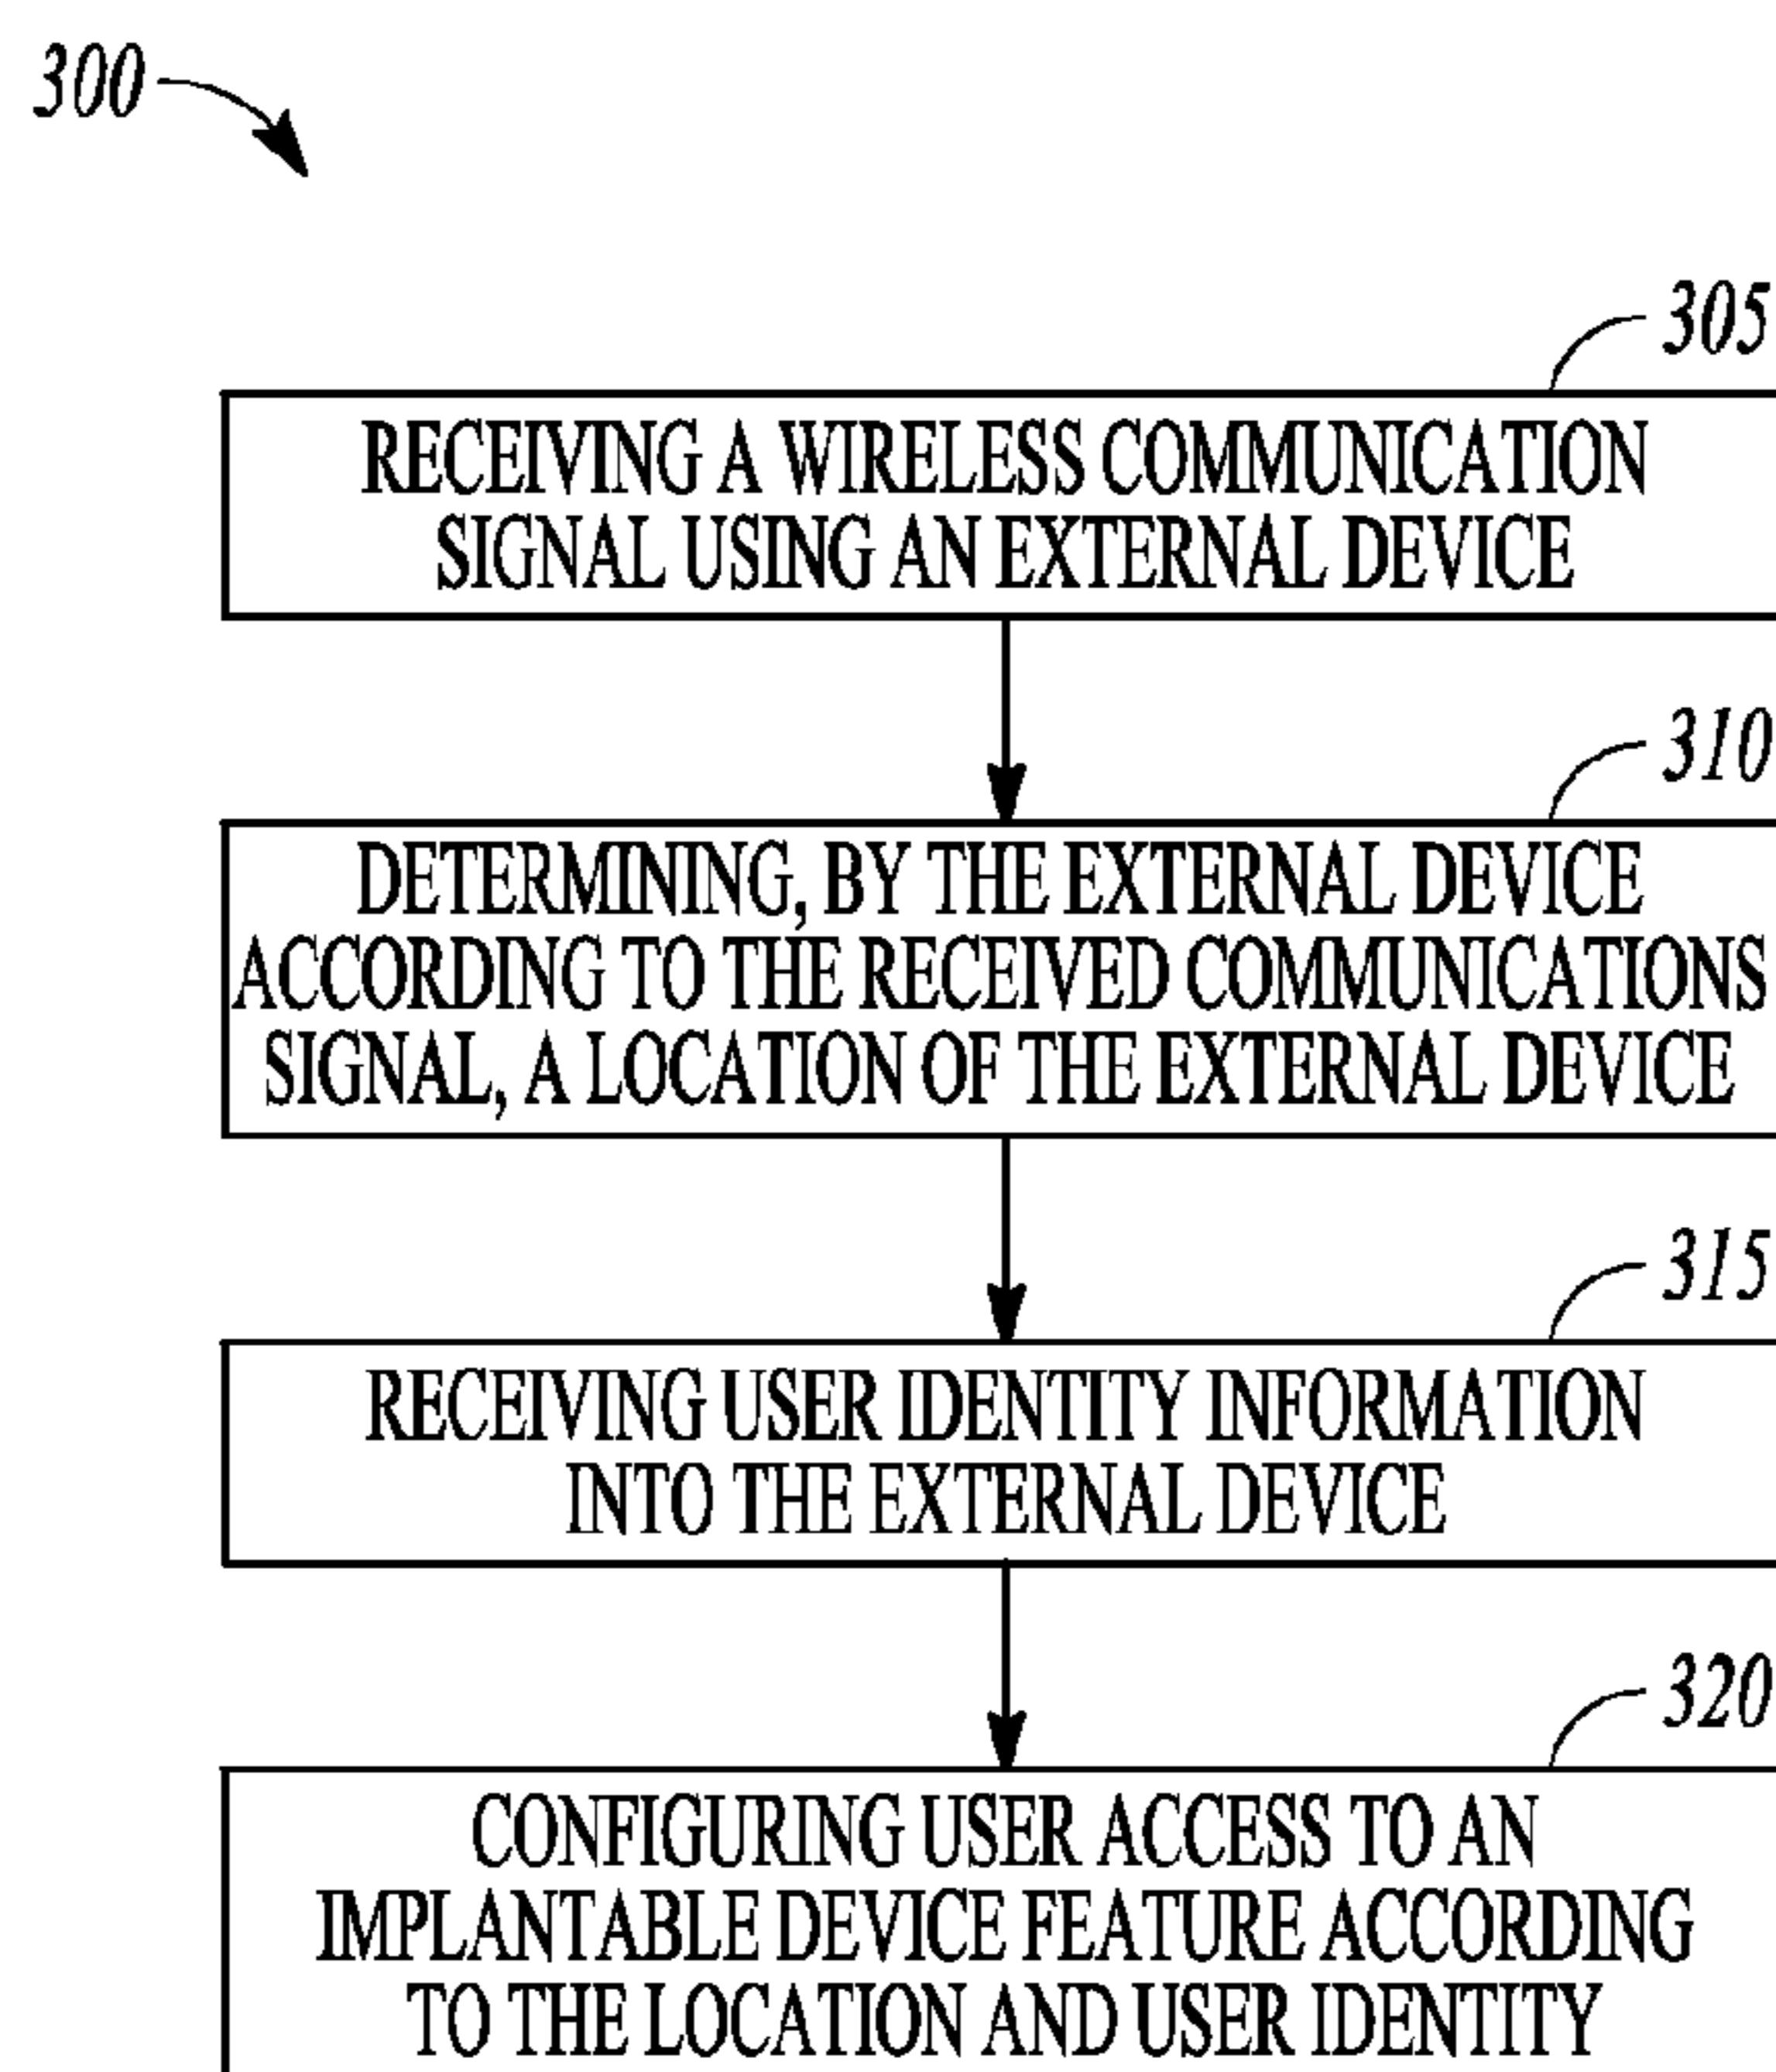 300
305
RECEIVING A WIRELESS COMMUNICATION
SIGNAL USING AN EXTERNAL DEVICE
310
DETERMINING, BY THE EXTERNAL DEVICE
ACCORDING TO THE RECEIVED COMMUNICATIONS
SIGNAL, A LOCATION OF THE EXTERNAL DEVICE
315
RECEIVING USER IDENTITY INFORMATION
INTO THE EXTERNAL DEVICE
320
CONFIGURING USER ACCESS TO AN
IMPLANTABLE DEVICE FEATURE ACCORDING
TO THE LOCATION AND USER IDENTITY